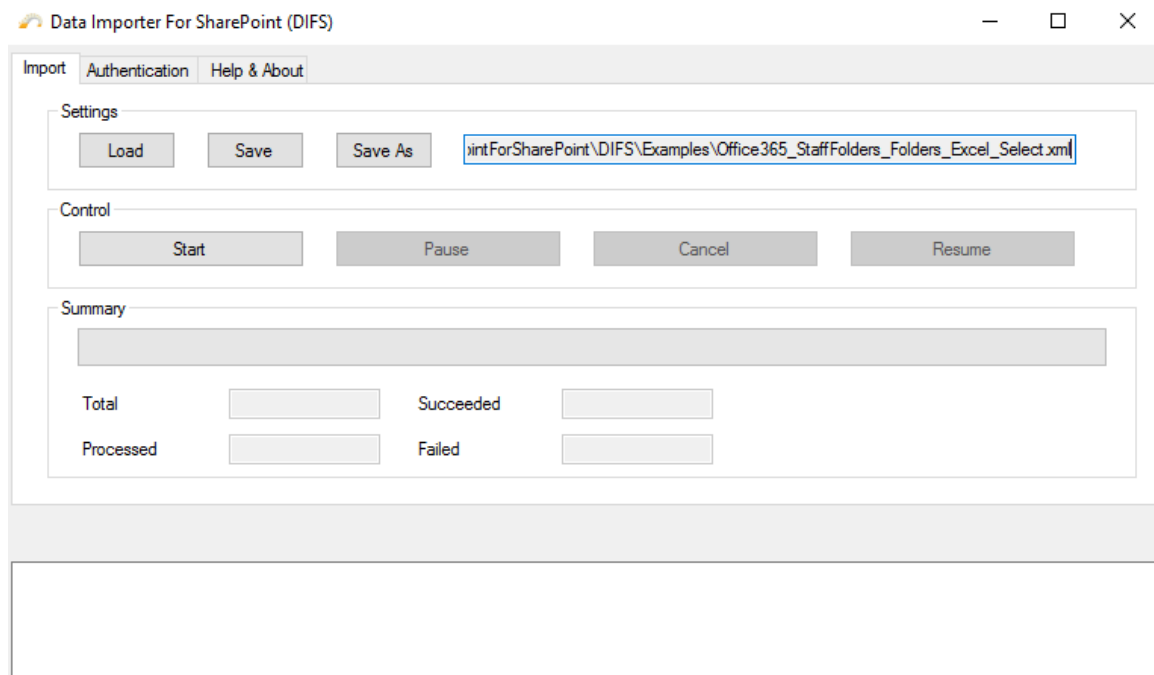 Data Importer For SharePoint (DIFS)
Import Authentication Help & About
Settings
Load Save Save As ointForSharePoint\DIFS\Examples\Office365_StaffFolders_Folders_Excel_Select.xml
Control
Start Pause Cancel Resume
Summary
Total Succeeded
Processed Failed